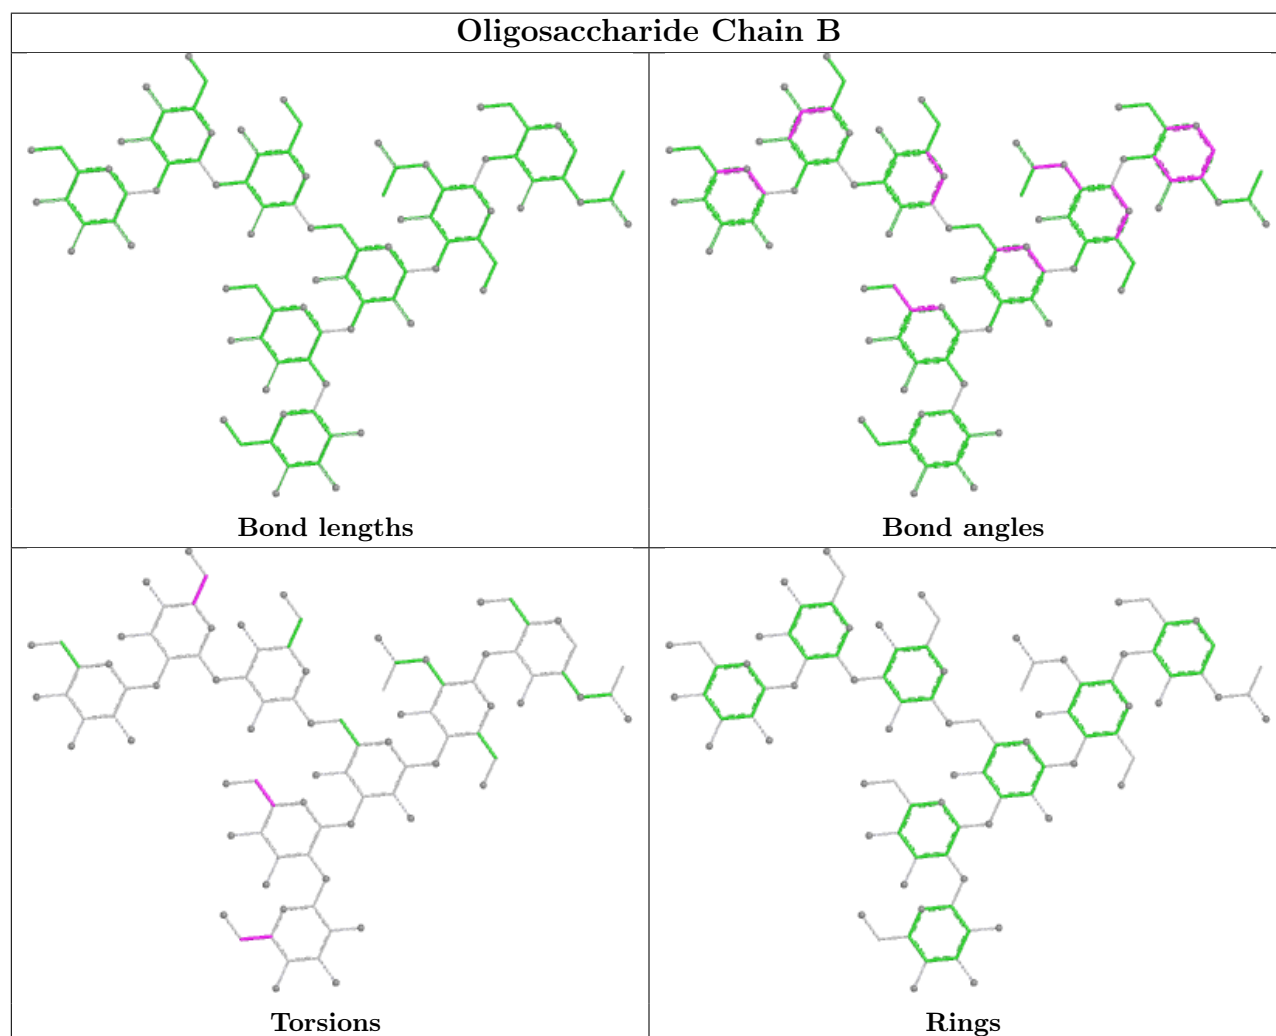 Oligosaccharide Chain B
Bond lengths
Bond angles
Torsions
Rings